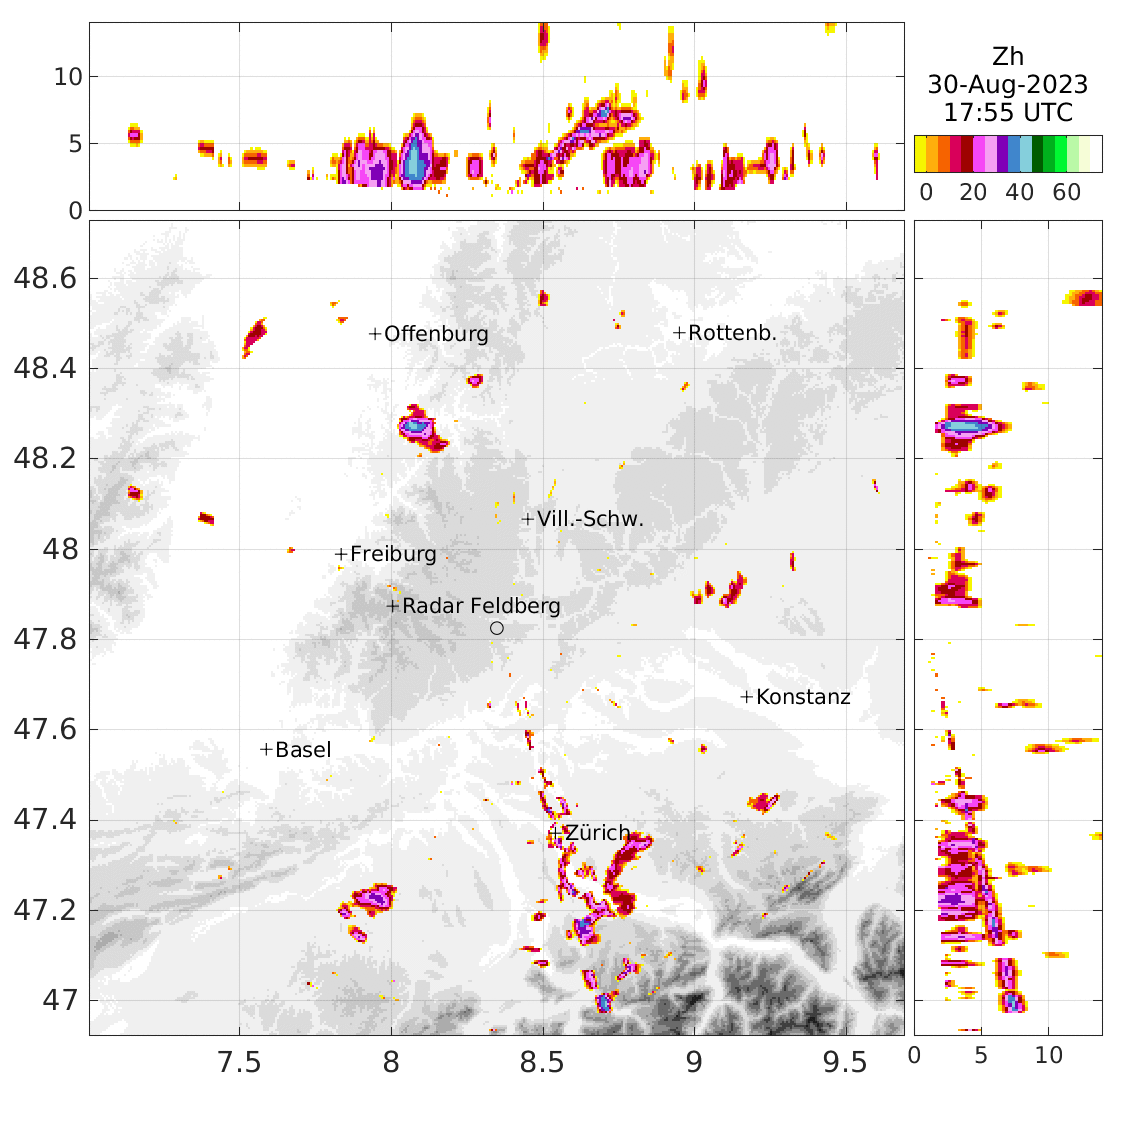 10
5
0
Zh
30-Aug-2023
17:55 UTC
0 20 40 60
48.6
48.4
48.2
48
47.8
47.6
47.4
47.2
47
+Offenburg
+Rottenb.
+Vill.-Schw.
+Freiburg
+Radar Feldberg
+Konstanz
+Basel
+Zürich
7.5 8 8.5 9 9.5
0 5 10